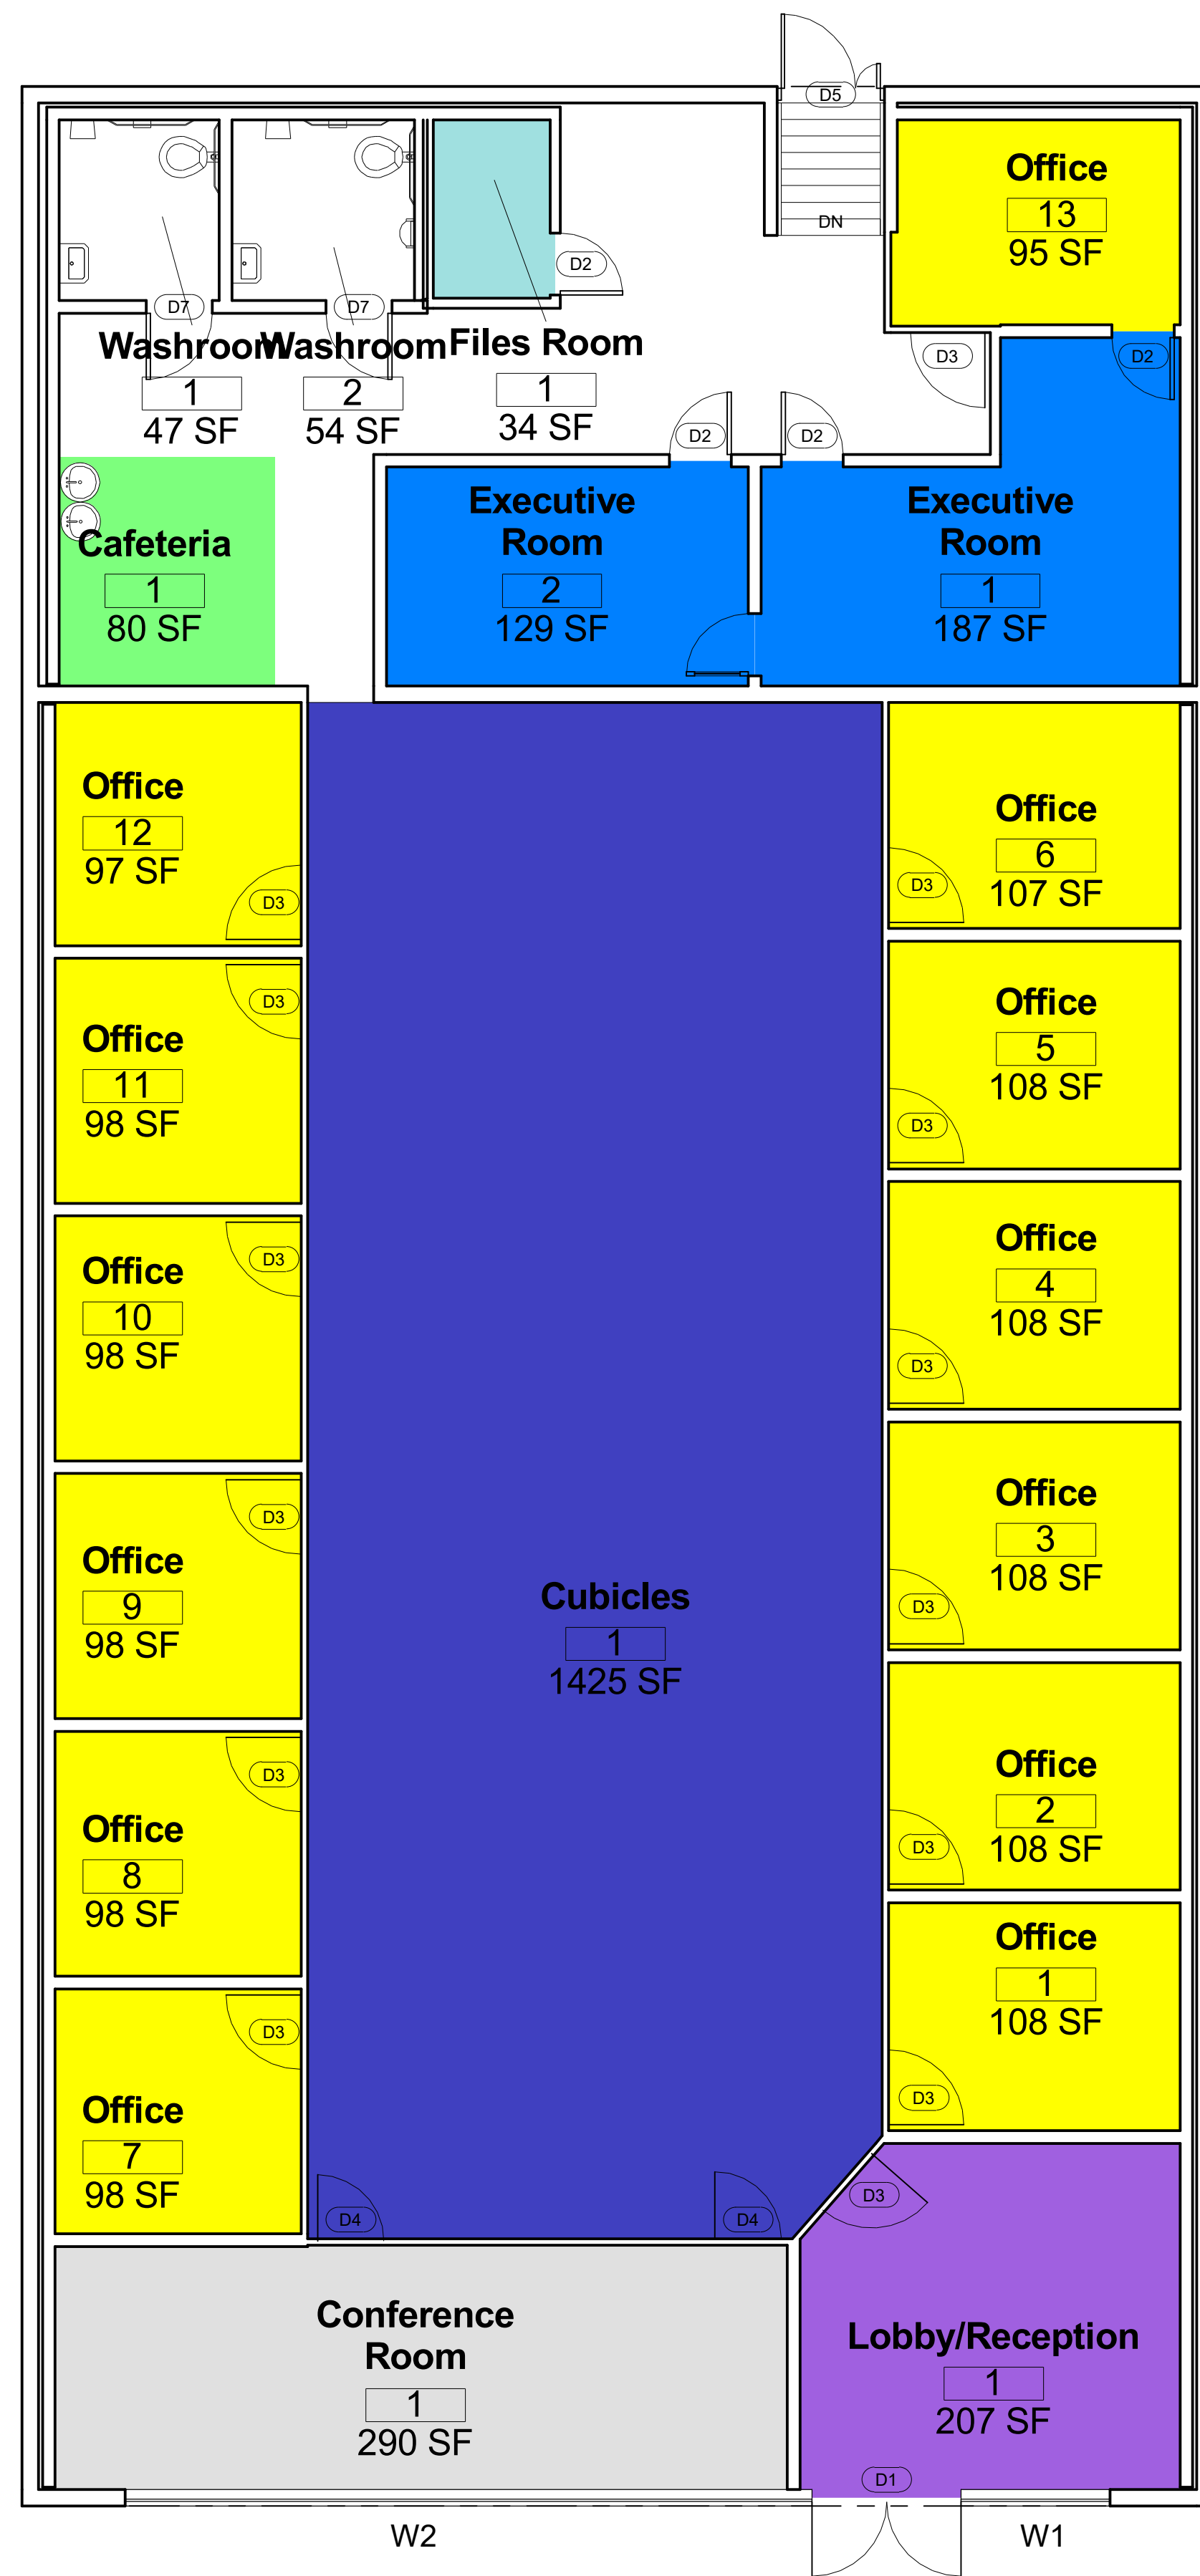 D5
DN
Office
13
95 SF
D2
D7
D7
Washroom
1
47 SF
Washroom
2
54 SF
Files Room
1
34 SF
D3
D2
D2
D2
Cafeteria
1
80 SF
Executive
Room
2
129 SF
Executive
Room
1
187 SF
Office
12
97 SF
D3
Office
6
107 SF
D3
Office
11
98 SF
D3
Office
5
108 SF
D3
Office
10
98 SF
D3
Office
4
108 SF
D3
Office
9
98 SF
D3
Office
3
108 SF
D3
Cubicles
1
1425 SF
Office
8
98 SF
D3
Office
2
108 SF
D3
Office
7
98 SF
D3
Office
1
108 SF
D3
D4
D4
D3
Conference
Room
1
290 SF
Lobby/Reception
1
207 SF
D1
W2
W1